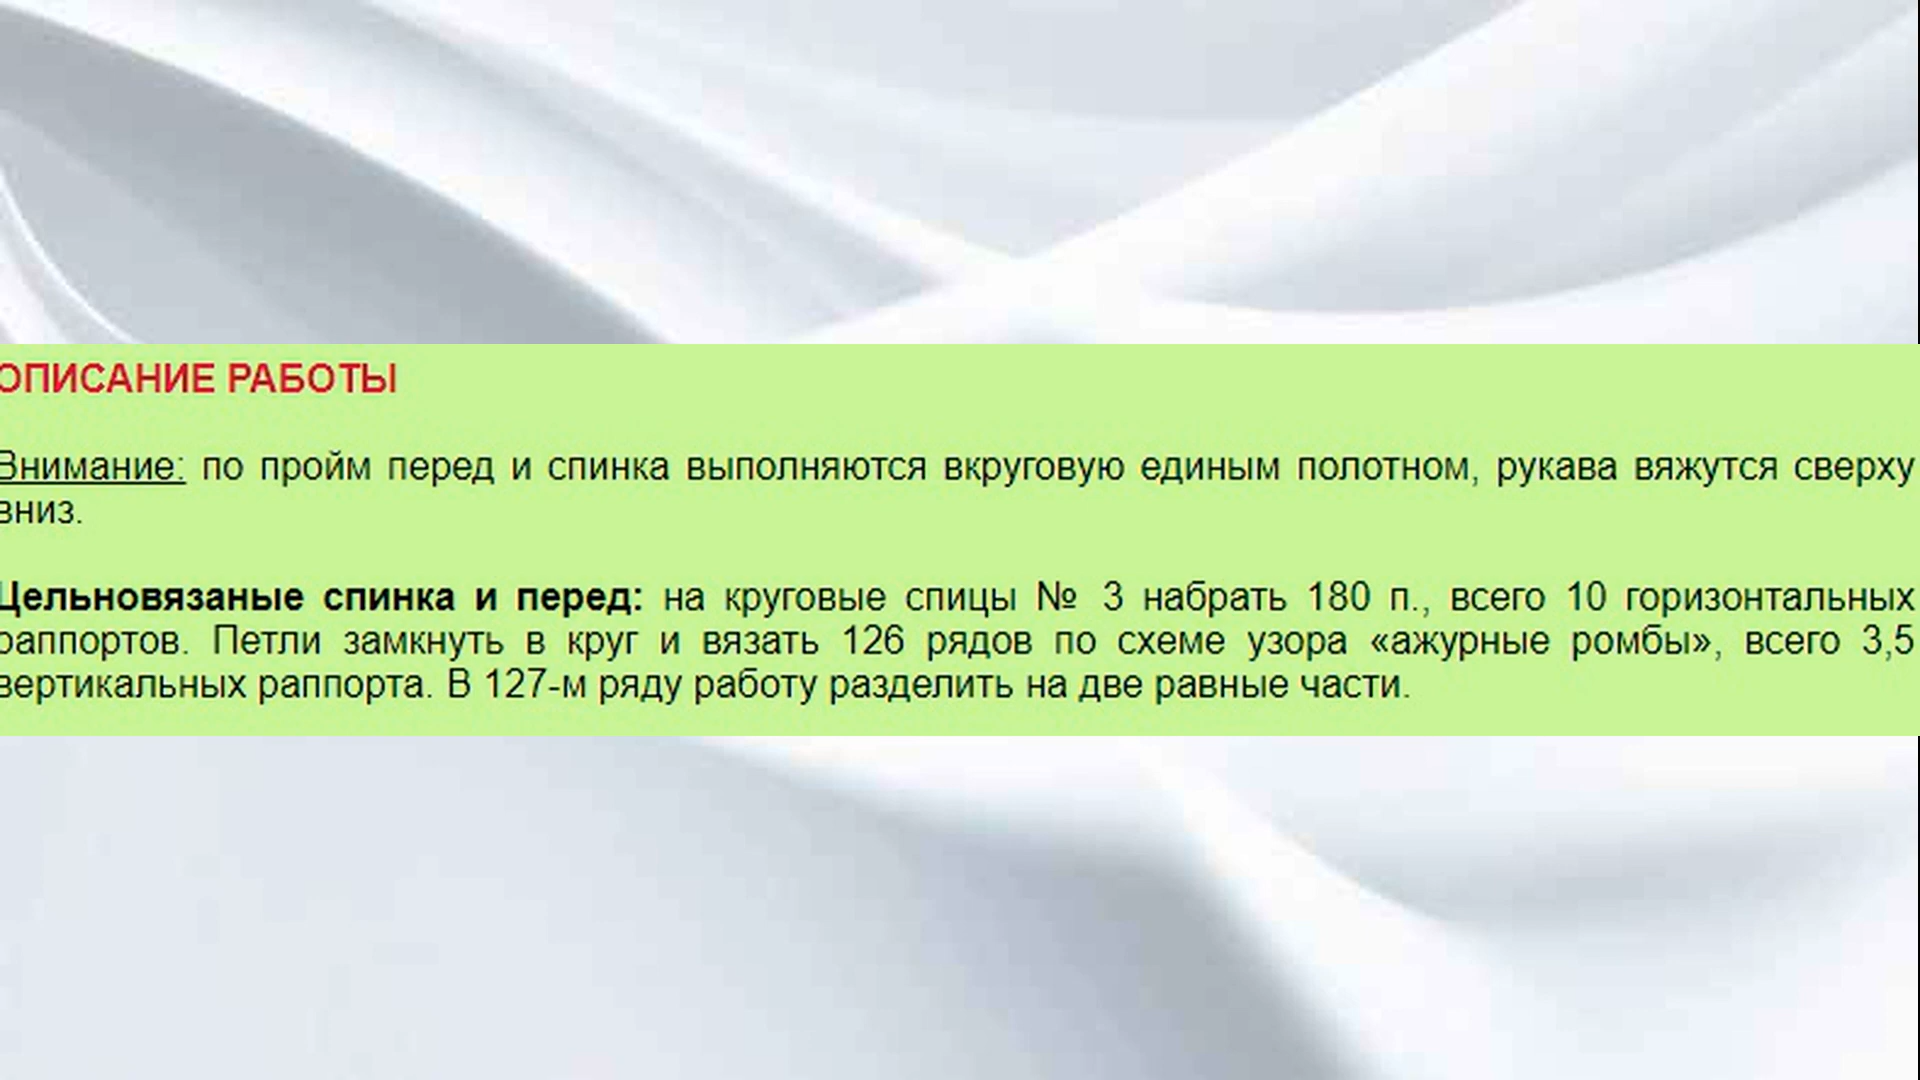 ОПИСАНИЕ РАБОТЫ
Внимание: по пройм перед и спинка выполняются вкруговую единым полотном, рукава вяжутся сверху
вниз.
Цельновязаные спинка и перед: на круговые спицы № 3 набрать 180 п., всего 10 горизонтальных
раппортов. Петли замкнуть в круг и вязать 126 рядов по схеме узора «ажурные ромбы», всего 3,5
вертикальных раппорта. В 127-м ряду работу разделить на две равные части.